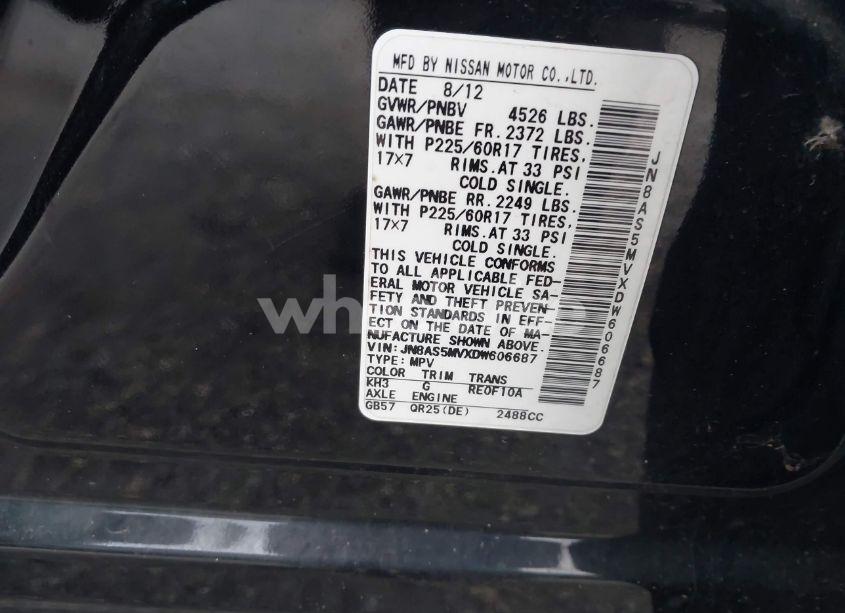 MFD BY NISSAN MOTOR CO.,LTD.
DATE 8/12
GVWR/PNBV 4526 LBS.
GAWR/PNBE FR. 2372 LBS.
WITH P225/60R17 TIRES,
17X7 RIMS.AT 33 PSI
COLD SINGLE.
GAWR/PNBE RR. 2249 LBS.
WITH P225/60R17 TIRES,
17X7 RIMS.AT 33 PSI
COLD SINGLE.
THIS VEHICLE CONFORMS
TO ALL APPLICABLE FED-
ERAL MOTOR VEHICLE SA-
FETY AND THEFT PREVEN-
TION STANDARDS IN EFF-
ECT ON THE DATE OF MA-
NUFACTURE SHOWN ABOVE.
VIN:JN8AS5MVXDW606687
TYPE:MPV
COLOR TRIM TRANS
KH3 G RE0F10A
AXLE ENGINE
GB57 QR25(DE) 2488CC
JN8AS5MVXDW606687